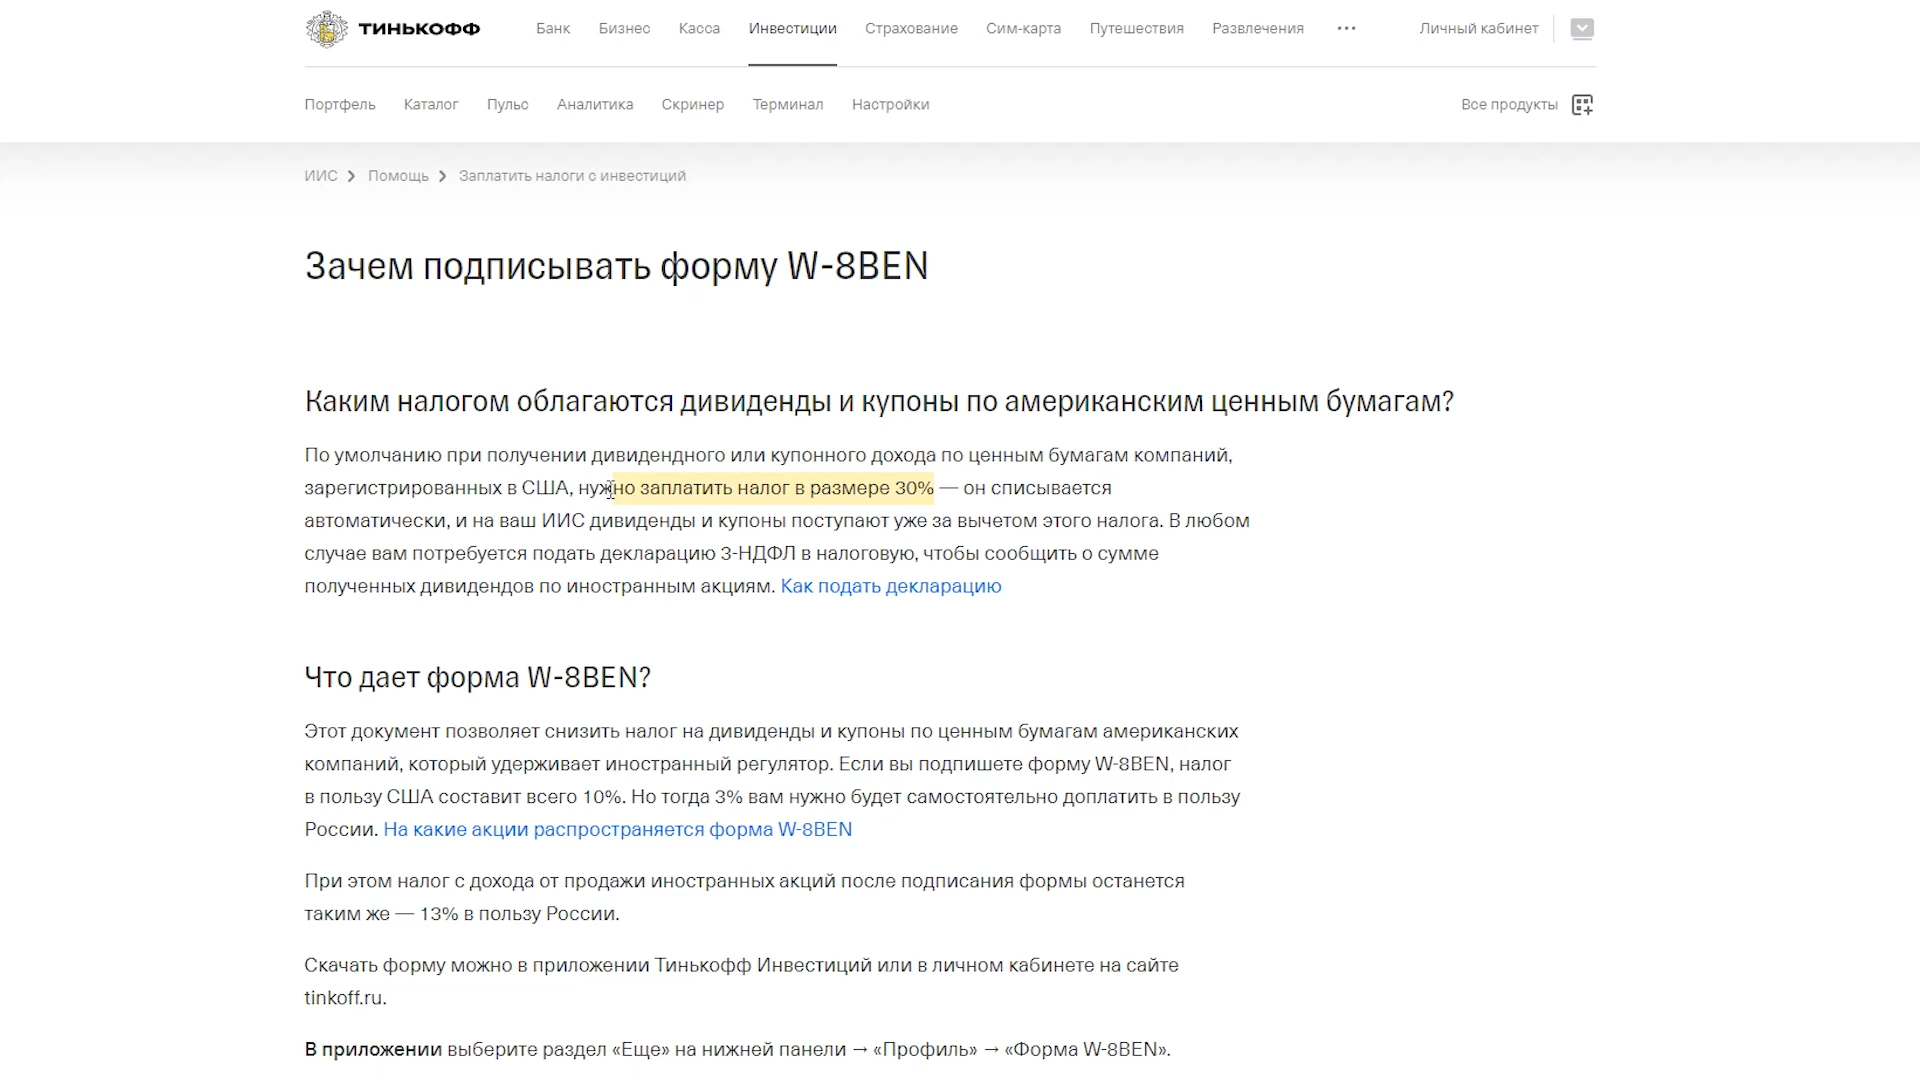 ТИНЬКОФФ
Банк Бизнес Касса Инвестиции Страхование Сим-карта Путешествия Развлечения Личный кабинет
Портфель Каталог Пульс Аналитика Скринер Терминал Настройки Все продукты
ИИС Помощь Заплатить налоги с инвестиций
Зачем подписывать форму W-8BEN
Каким налогом облагаются дивиденды и купоны по американским ценным бумагам?
По умолчанию при получении дивидендного или купонного дохода по ценным бумагам компаний,
зарегистрированных в США, нужно заплатить налог в размере 30% — он списывается
автоматически, и на ваш ИИС дивиденды и купоны поступают уже за вычетом этого налога. В любом
случае вам потребуется подать декларацию 3-НДФЛ в налоговую, чтобы сообщить о сумме
полученных дивидендов по иностранным акциям. Как подать декларацию
Что дает форма W-8BEN?
Этот документ позволяет снизить налог на дивиденды и купоны по ценным бумагам американских
компаний, который удерживает иностранный регулятор. Если вы подпишете форму W-8BEN, налог
в пользу США составит всего 10%. Но тогда 3% вам нужно будет самостоятельно доплатить в пользу
России. На какие акции распространяется форма W-8BEN
При этом налог с дохода от продажи иностранных акций после подписания формы останется
таким же — 13% в пользу России.
Скачать форму можно в приложении Тинькофф Инвестиций или в личном кабинете на сайте
tinkoff.ru.
В приложении выберите раздел «Еще» на нижней панели → «Профиль» → «Форма W-8BEN».